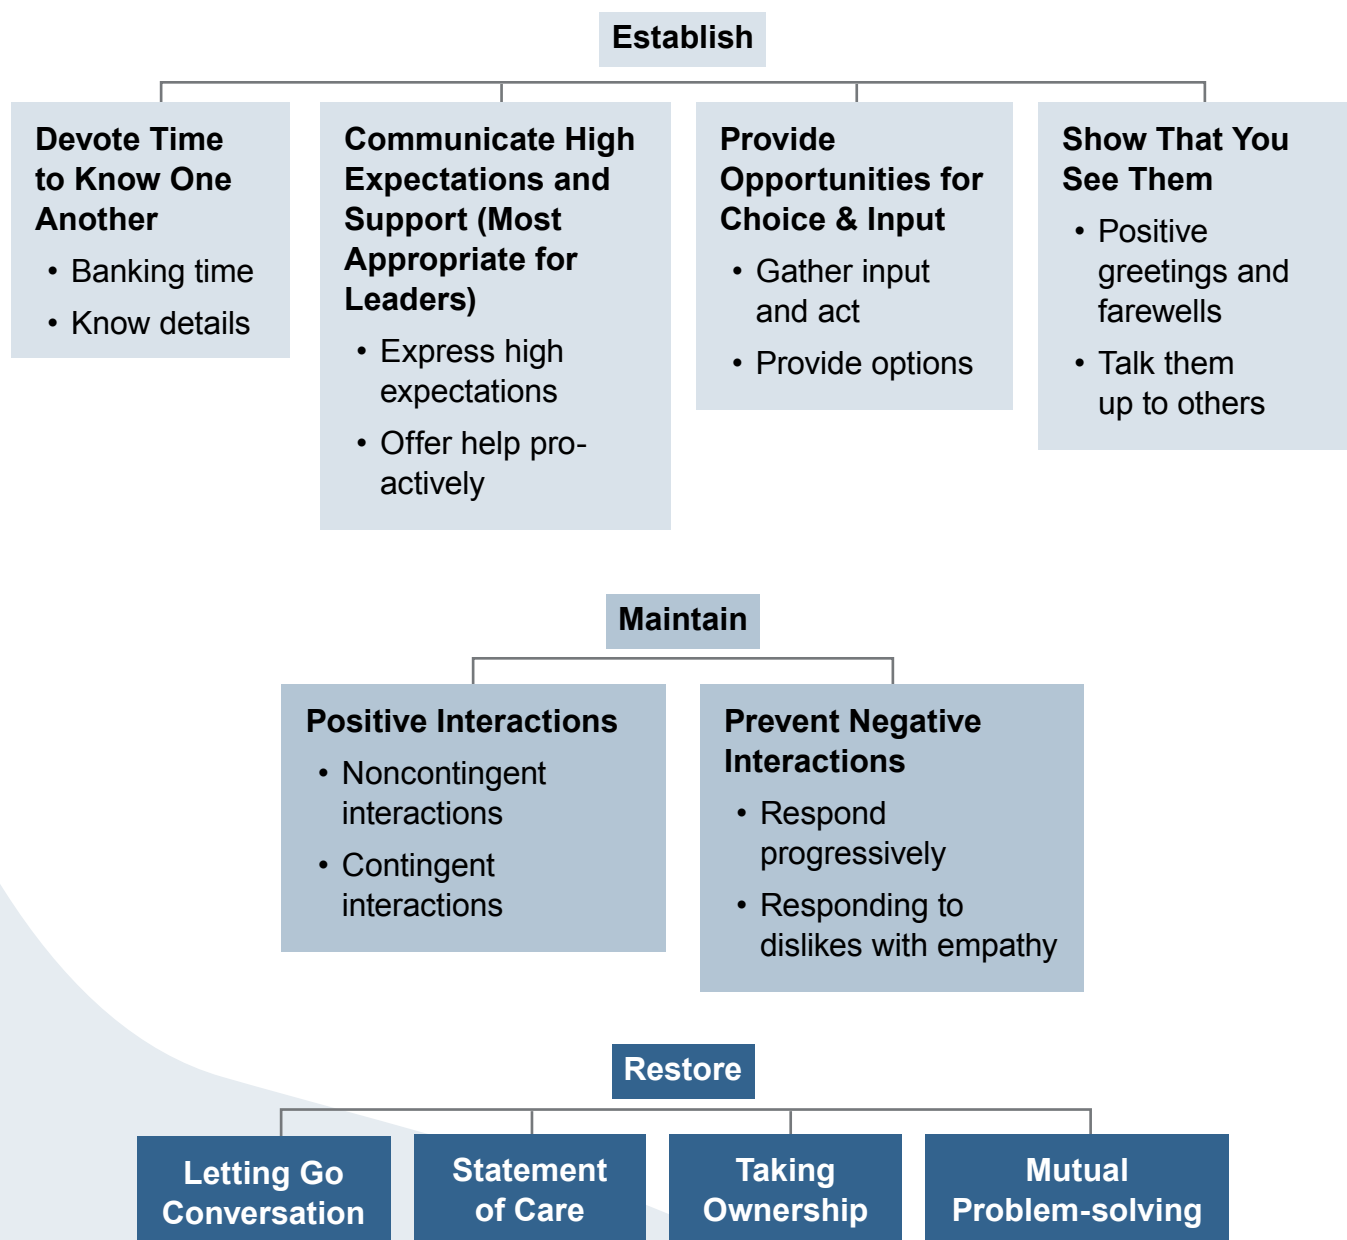 Establish
Devote Time
to Know One
Another
• Banking time
• Know details
Communicate High
Expectations and
Support (Most
Appropriate for
Leaders)
• Express high
expectations
• Offer help pro-
actively
Provide
Opportunities for
Choice & Input
• Gather input
and act
• Provide options
Show That You
See Them
• Positive
greetings and
farewells
• Talk them
up to others
Maintain
Positive Interactions
• Noncontingent
interactions
• Contingent
interactions
Prevent Negative
Interactions
• Respond
progressively
• Responding to
dislikes with empathy
Restore
Letting Go
Conversation
Statement
of Care
Taking
Ownership
Mutual
Problem-solving